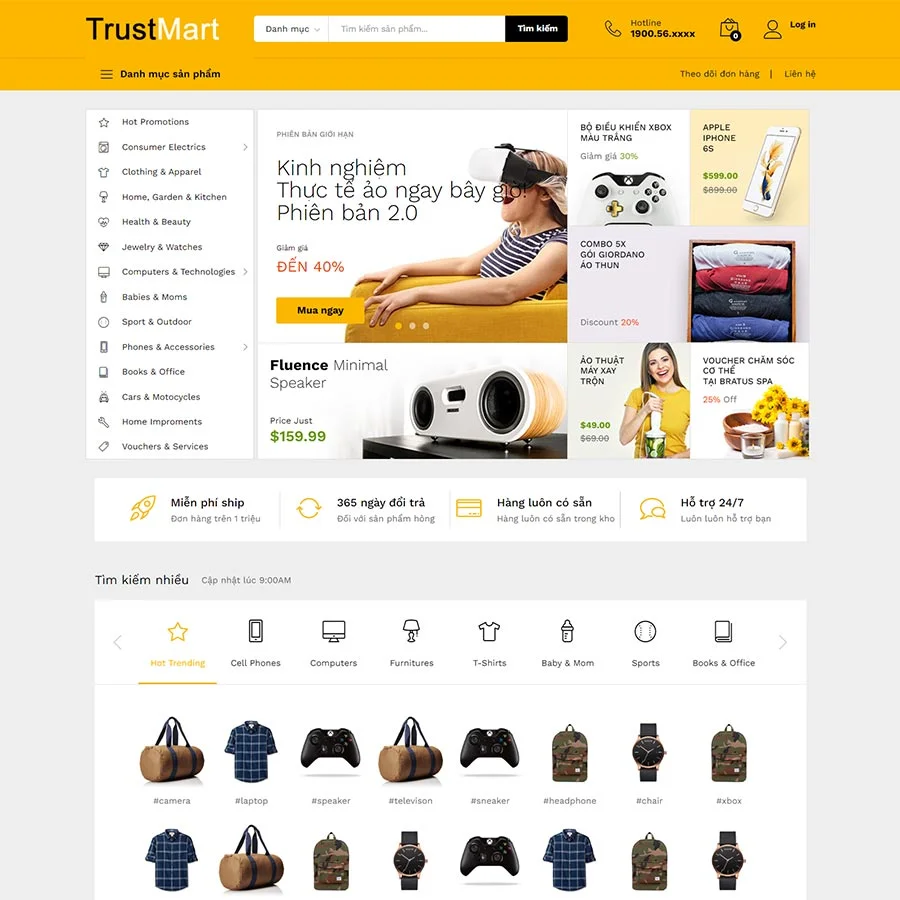 TrustMart
Danh mục
Tìm kiếm sản phẩm...
Tìm kiếm
Hotline
1900.56.xxxx
0
Log in
Danh mục sản phẩm
Theo dõi đơn hàng | Liên hệ
Hot Promotions
Consumer Electrics
Clothing & Apparel
Home, Garden & Kitchen
Health & Beauty
Jewelry & Watches
Computers & Technologies
Babies & Moms
Sport & Outdoor
Phones & Accessories
Books & Office
Cars & Motocycles
Home Improments
Vouchers & Services
PHIÊN BẢN GIỚI HẠN
Kinh nghiệm
Thực tế ảo ngay bây giờ!
Phiên bản 2.0
Giảm giá
ĐẾN 40%
Mua ngay
BỘ ĐIỀU KHIỂN XBOX
MÀU TRẮNG
Giảm giá 30%
APPLE
IPHONE
6S
$599.00
$899.00
COMBO 5X
GÓI GIORDANO
ÁO THUN
Discount 20%
Fluence Minimal
Speaker
Price Just
$159.99
ẢO THUẬT
MÁY XAY
TRỘN
$49.00
$69.00
VOUCHER CHĂM SÓC
CƠ THỂ
TẠI BRATUS SPA
25% Off
Miễn phí ship
Đơn hàng trên 1 triệu
365 ngày đổi trả
Đối với sản phẩm hỏng
Hàng luôn có sẵn
Hàng luôn có sẵn trong kho
Hỗ trợ 24/7
Luôn luôn hỗ trợ bạn
Tìm kiếm nhiều
Cập nhật lúc 9:00AM
Hot Trending
Cell Phones
Computers
Furnitures
T-Shirts
Baby & Mom
Sports
Books & Office
#camera
#laptop
#speaker
#televison
#sneaker
#headphone
#chair
#xbox